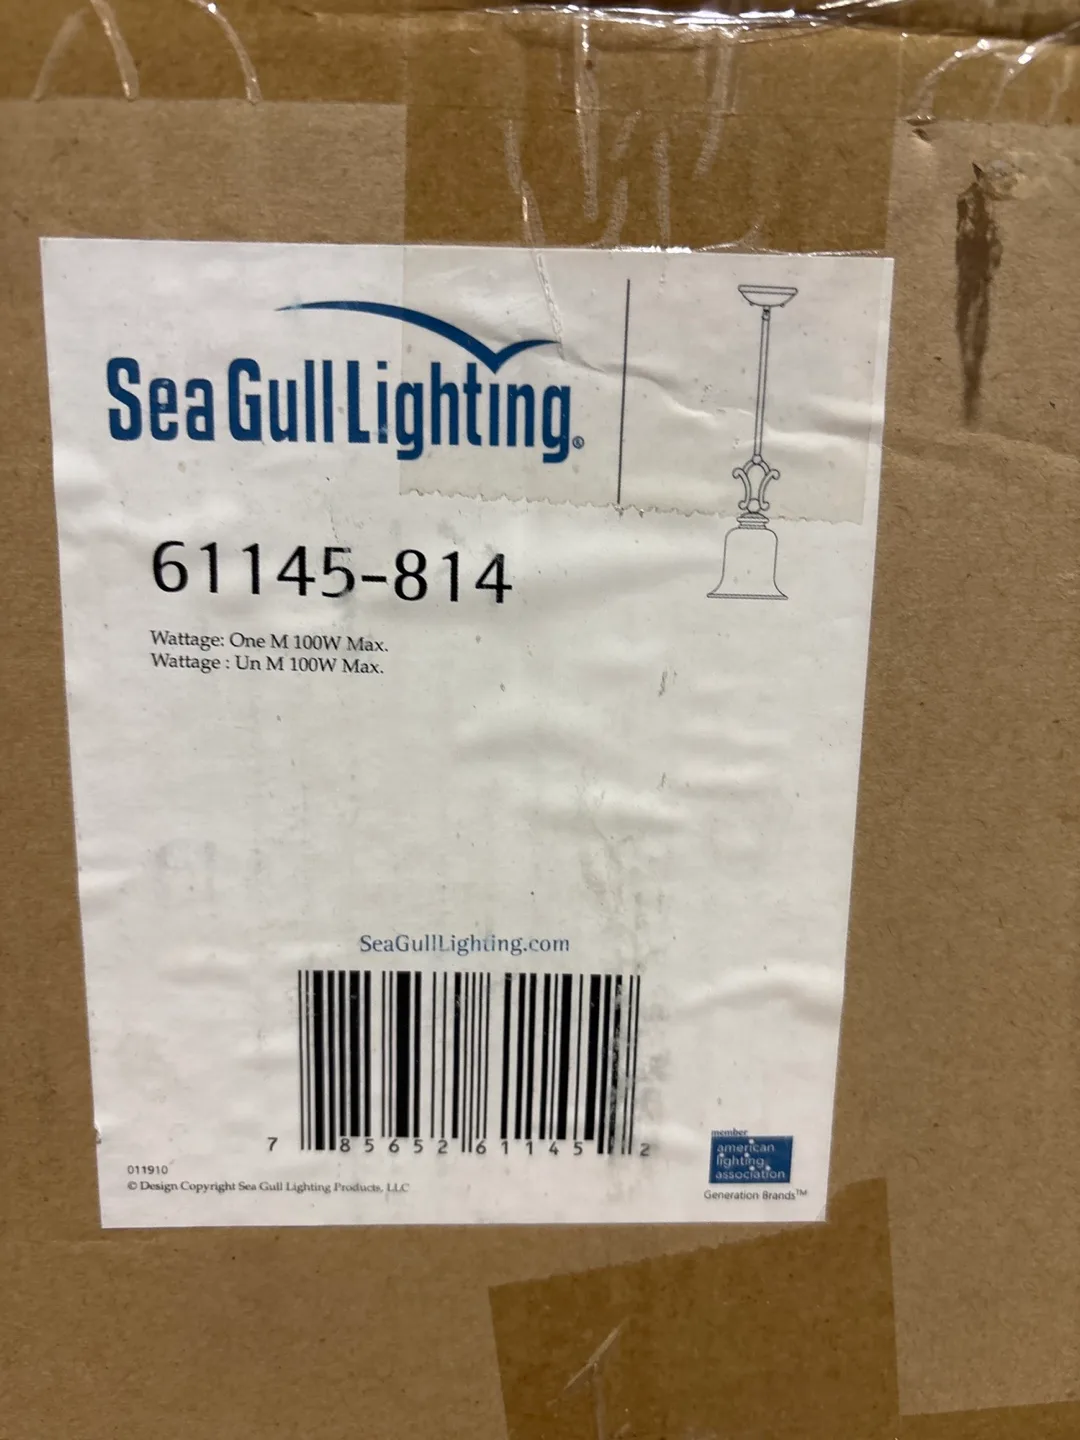 Sea Gull Lighting®
61145-814
Wattage: One M 100W Max.
Wattage : Un M 100W Max.
SeaGullLighting.com
7 85652 61145 2
011910
© Design Copyright Sea Gull Lighting Products, LLC
member
american
lighting
association
Generation Brands™